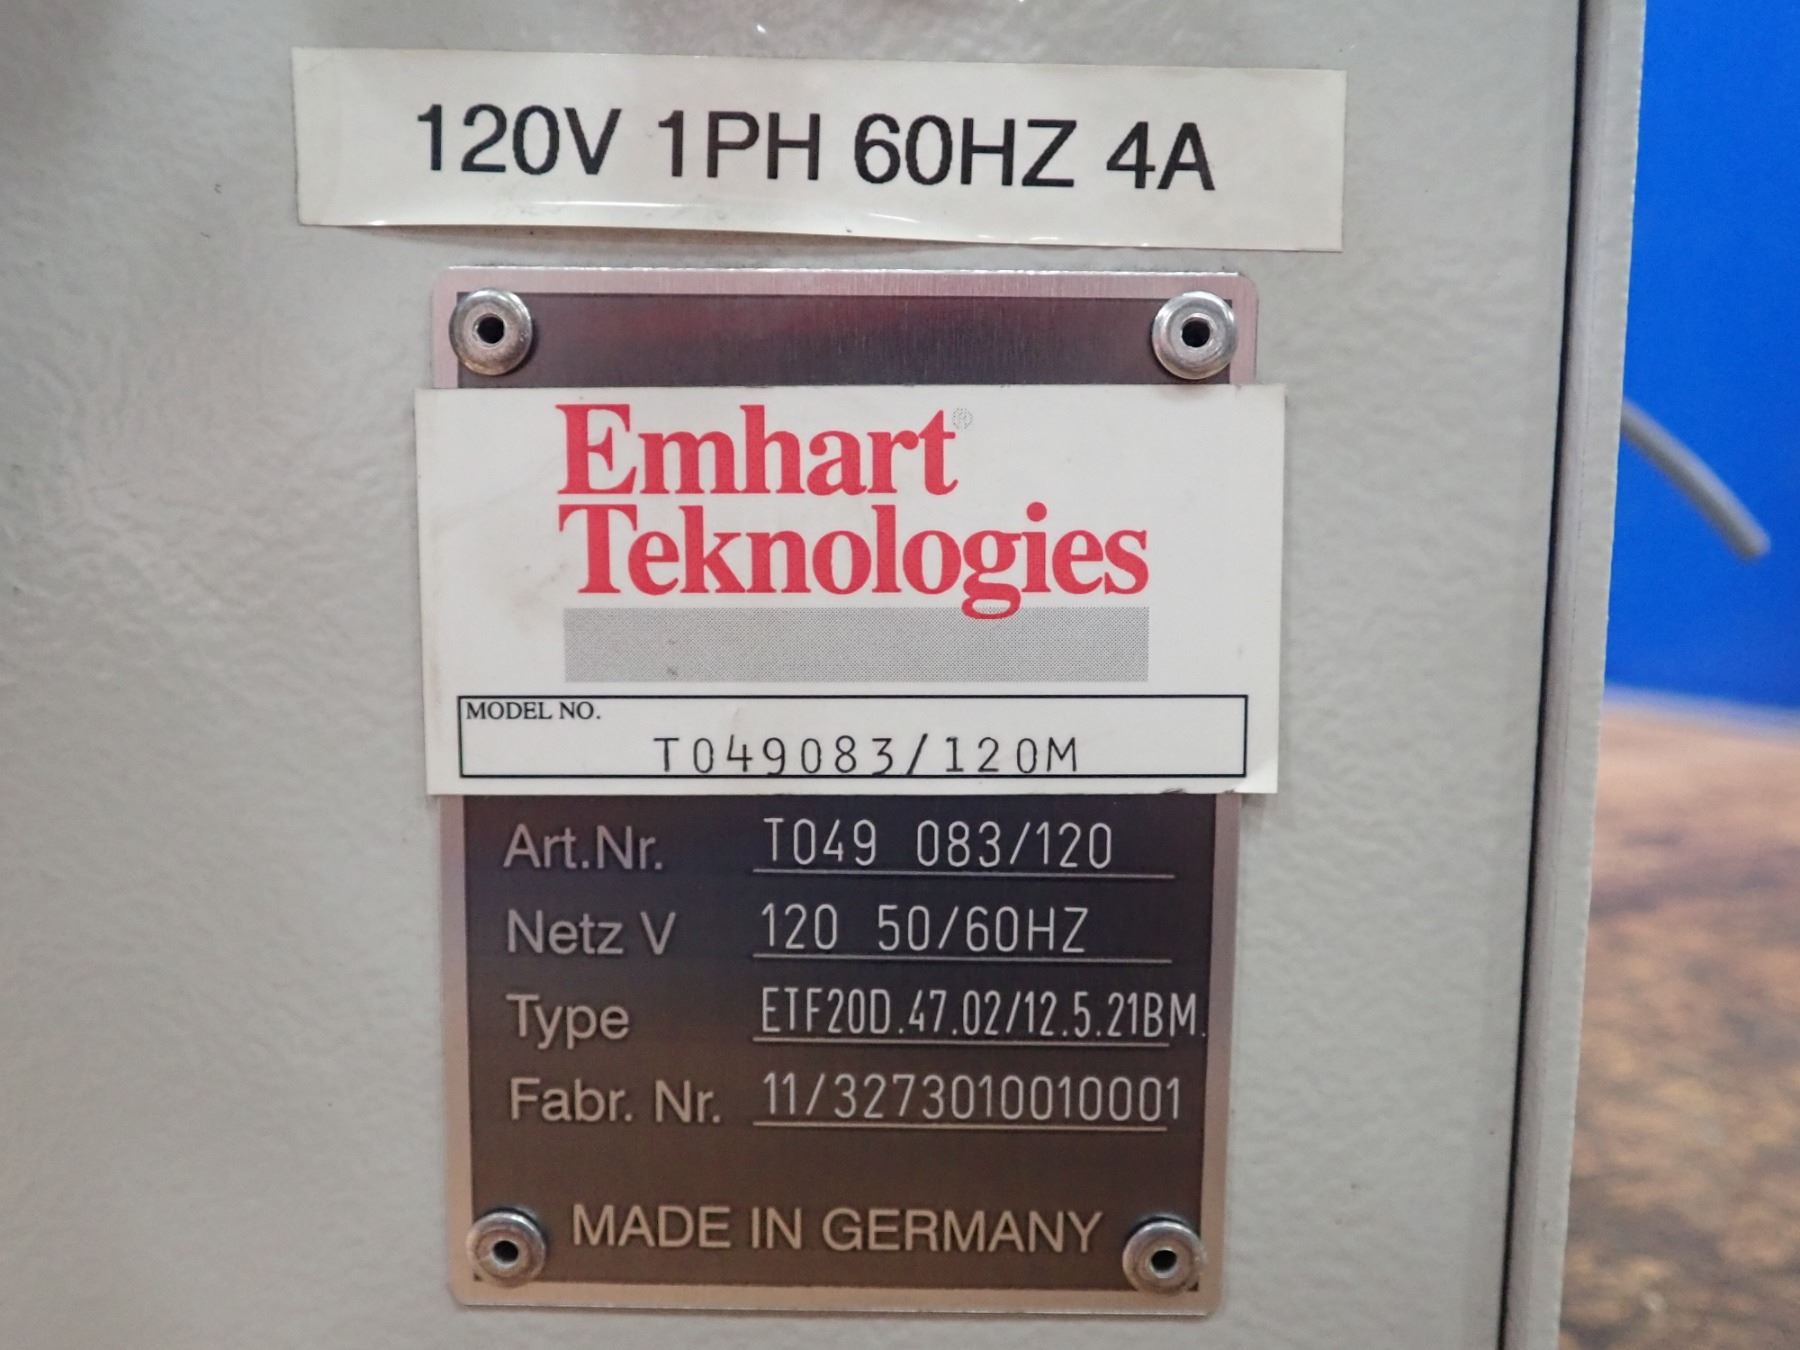 120V 1PH 60HZ 4A
Emhart®
Teknologies
MODEL NO.
T049083/120M
Art.Nr. T049 083/120
Netz V 120 50/60HZ
Type ETF20D.47.02/12.5.21BM.
Fabr. Nr. 11/3273010010001
MADE IN GERMANY